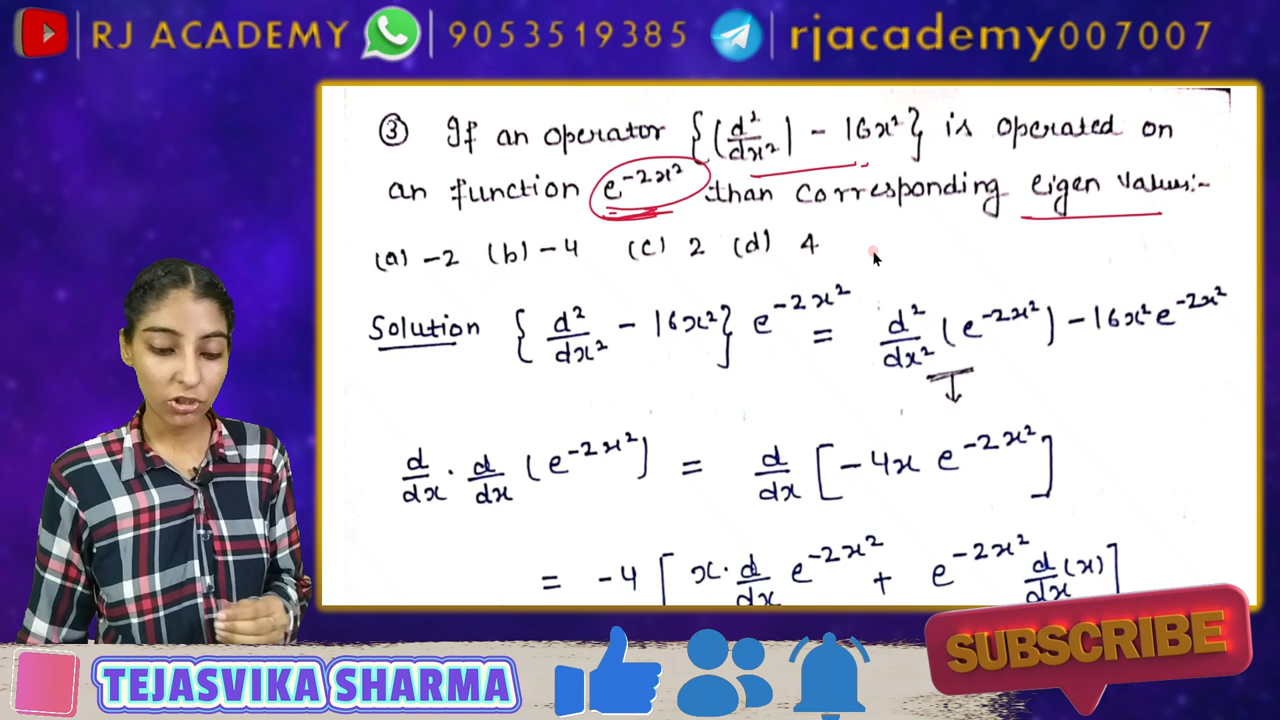 RJ ACADEMY | 9053519385 | rjacademy007007
③ If an operator {(d²/dx²) - 16x²} is operated on
an function e^-2x² than corresponding eigen values:-
(a) -2 (b) -4 (c) 2 (d) 4
Solution {d²/dx² - 16x²} e^-2x² = d²/dx² (e^-2x²) - 16x² e^-2x²
d/dx · d/dx (e^-2x²) = d/dx [-4x e^-2x²]
= -4 [x · d/dx e^-2x² + e^-2x² d/dx (x)]
SUBSCRIBE
TEJASVIKA SHARMA